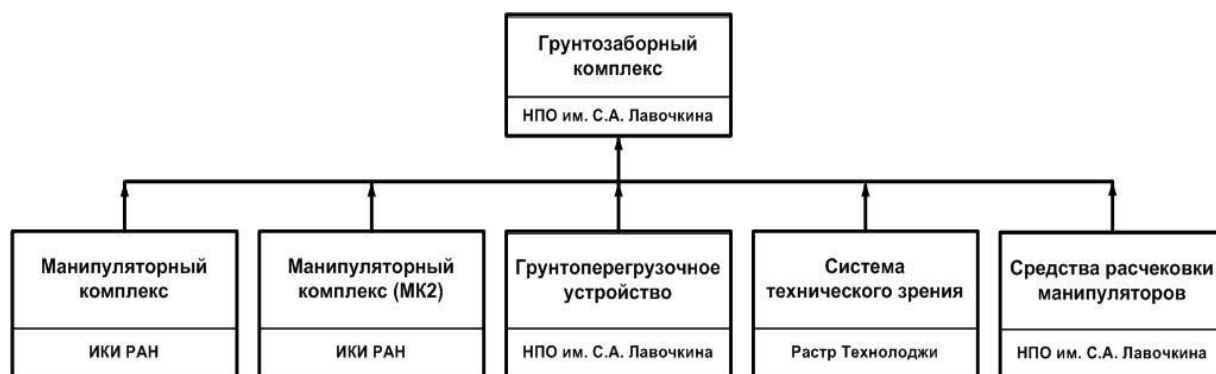 Грунтозаборный
комплекс
НПО им. С.А. Лавочкина
Манипуляторный
комплекс
ИКИ РАН
Манипуляторный
комплекс (МК2)
ИКИ РАН
Грунтоперегрузочное
устройство
НПО им. С.А. Лавочкина
Система
технического зрения
Растр Технолоджи
Средства расчековки
манипуляторов
НПО им. С.А. Лавочкина